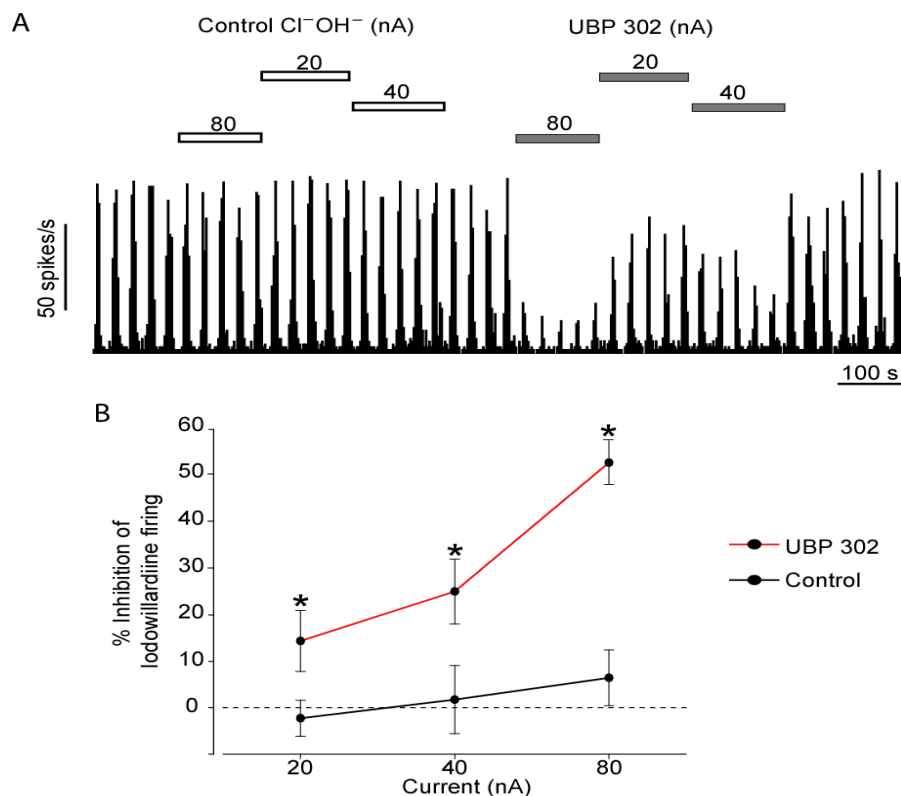 A
Control Cl⁻OH⁻ (nA)
UBP 302 (nA)
20
20
40
40
80
80
50 spikes/s
100 s
B
60
50
40
30
20
10
0
% Inhibition of
Iodowillardiine firing
*
*
*
UBP 302
Control
20
40
80
Current (nA)